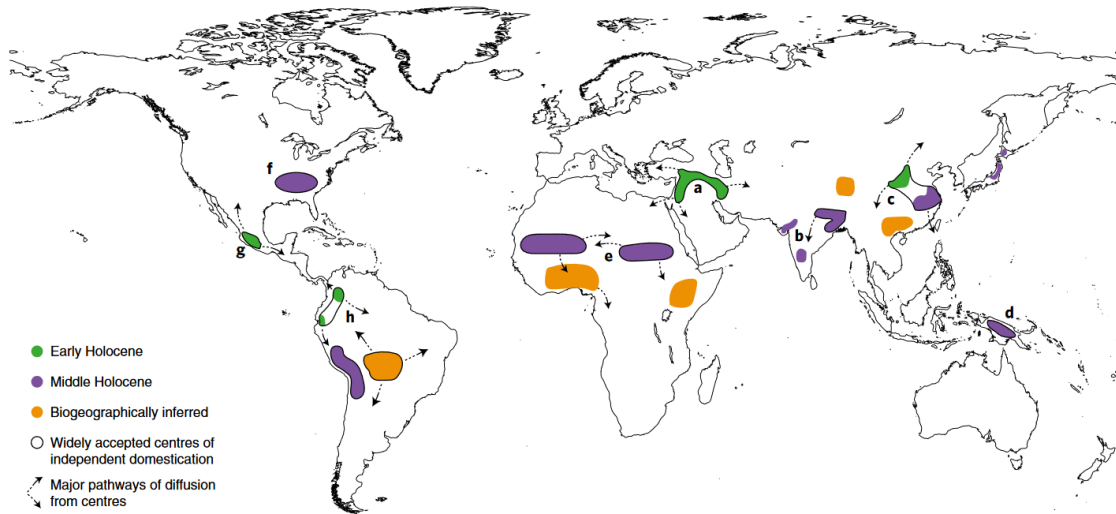 f
a
c
b
g
e
d
h
Early Holocene
Middle Holocene
Biogeographically inferred
Widely accepted centres of
independent domestication
Major pathways of diffusion
from centres